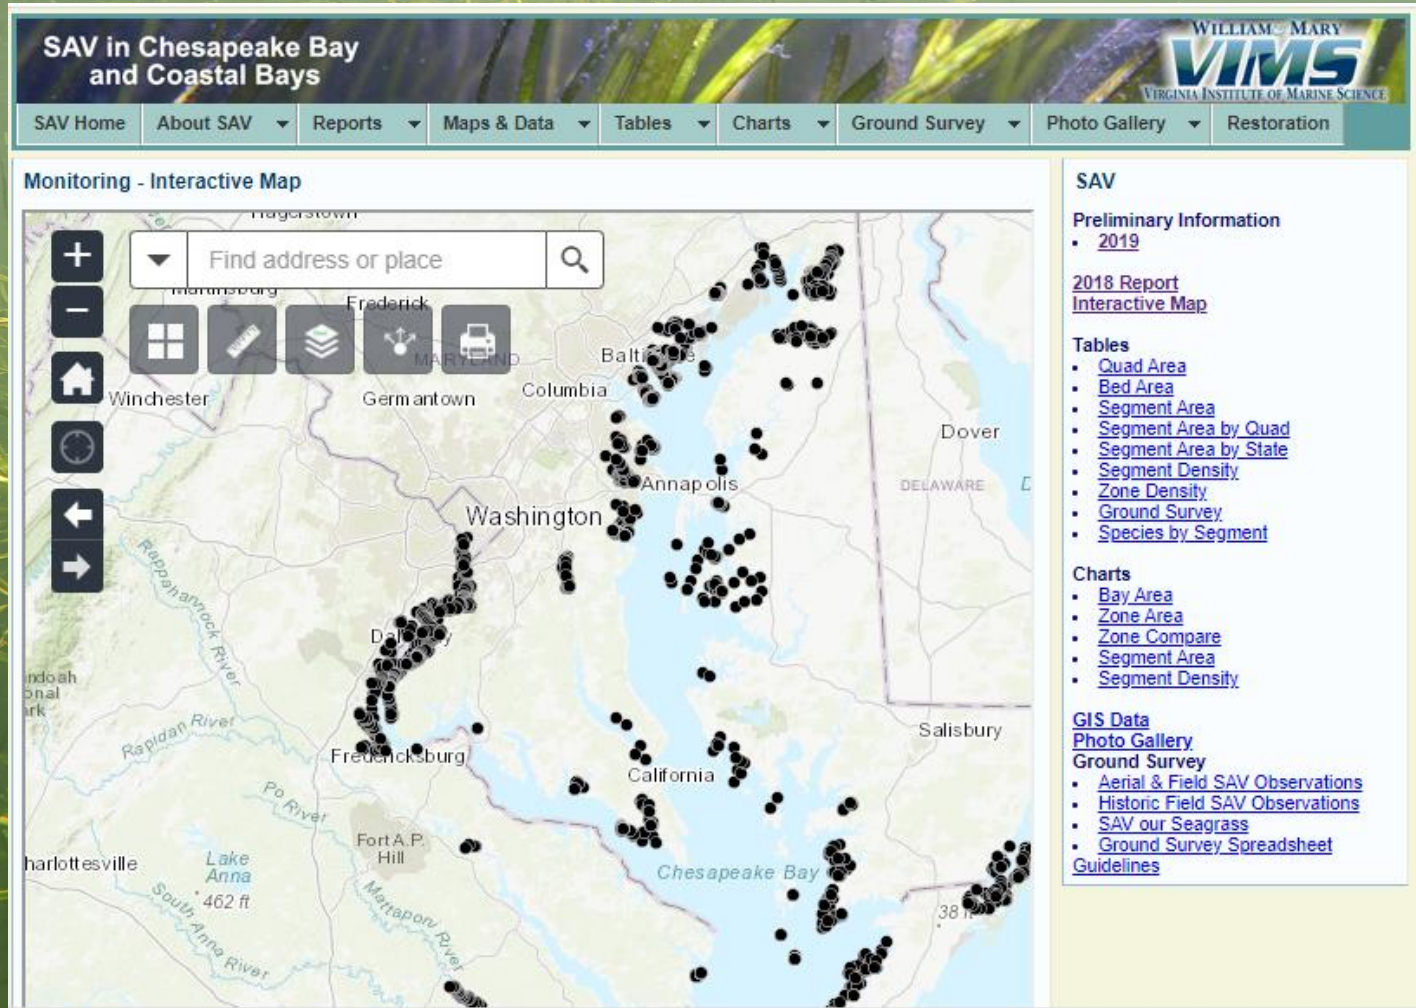 SAV in Chesapeake Bay
and Coastal Bays
WILLIAM & MARY
VIMS
VIRGINIA INSTITUTE OF MARINE SCIENCE
SAV Home About SAV Reports Maps & Data Tables Charts Ground Survey Photo Gallery Restoration
Monitoring - Interactive Map
Hagerstown
Find address or place
Martinsburg
Frederick
MARYLAND
Winchester
Germantown
Columbia
Dover
Annapolis
DELAWARE
Washington
Rappahannock River
Rapidan River
Fredericksburg
Salisbury
California
Po River
Fort A.P.
Hill
harlottesville
Lake
Anna
462 ft
Chesapeake Bay
Mattaponi River
South Anna River
38 ft
SAV
Preliminary Information
• 2019
2018 Report
Interactive Map
Tables
• Quad Area
• Bed Area
• Segment Area
• Segment Area by Quad
• Segment Area by State
• Segment Density
• Zone Density
• Ground Survey
• Species by Segment
Charts
• Bay Area
• Zone Area
• Zone Compare
• Segment Area
• Segment Density
GIS Data
Photo Gallery
Ground Survey
• Aerial & Field SAV Observations
• Historic Field SAV Observations
• SAV our Seagrass
• Ground Survey Spreadsheet
Guidelines